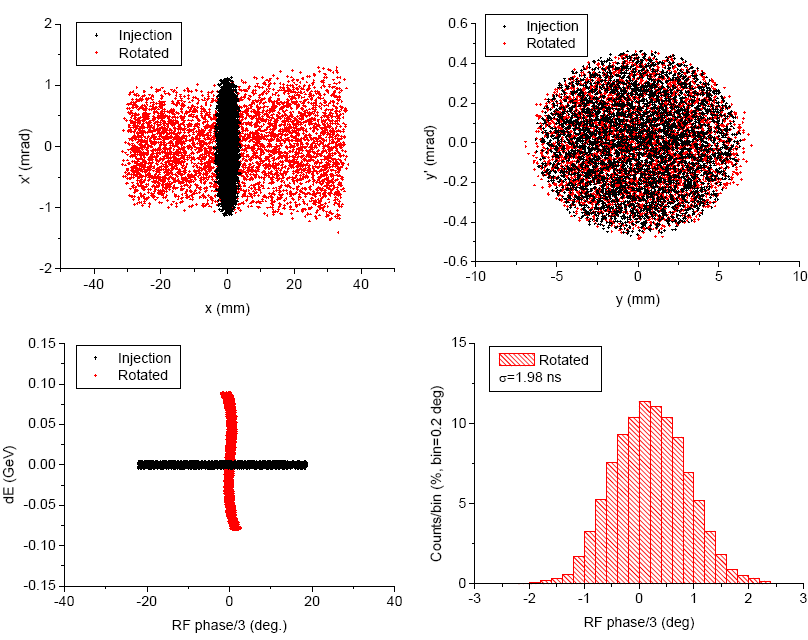 2
1
0
-1
-2
x' (mrad)
Injection
Rotated
-40
-20
0
20
40
x (mm)
0.6
0.4
0.2
0.0
-0.2
-0.4
-0.6
y' (mrad)
Injection
Rotated
-10
-5
0
5
10
y (mm)
0.15
0.10
0.05
0.00
-0.05
-0.10
-0.15
dE (GeV)
Injection
Rotated
-40
-20
0
20
40
RF phase/3 (deg.)
15
10
5
0
Counts/bin (%, bin=0.2 deg)
Rotated
σ=1.98 ns
-3
-2
-1
0
1
2
3
RF phase/3 (deg)